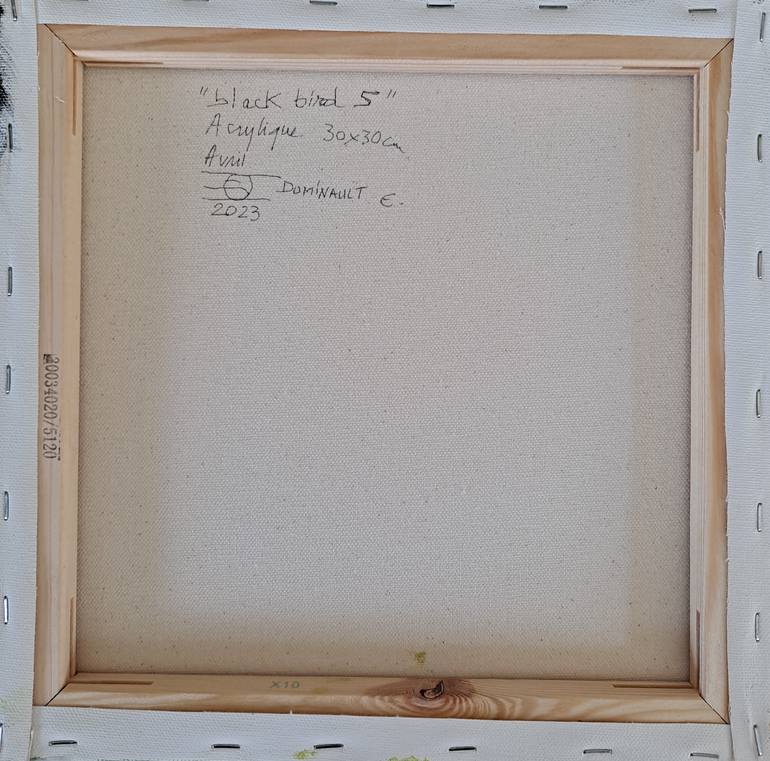 "black bird 5"
Acrylique 30x30cm
Avril
DOMINAULT E.
2023
20034020/5120
X10